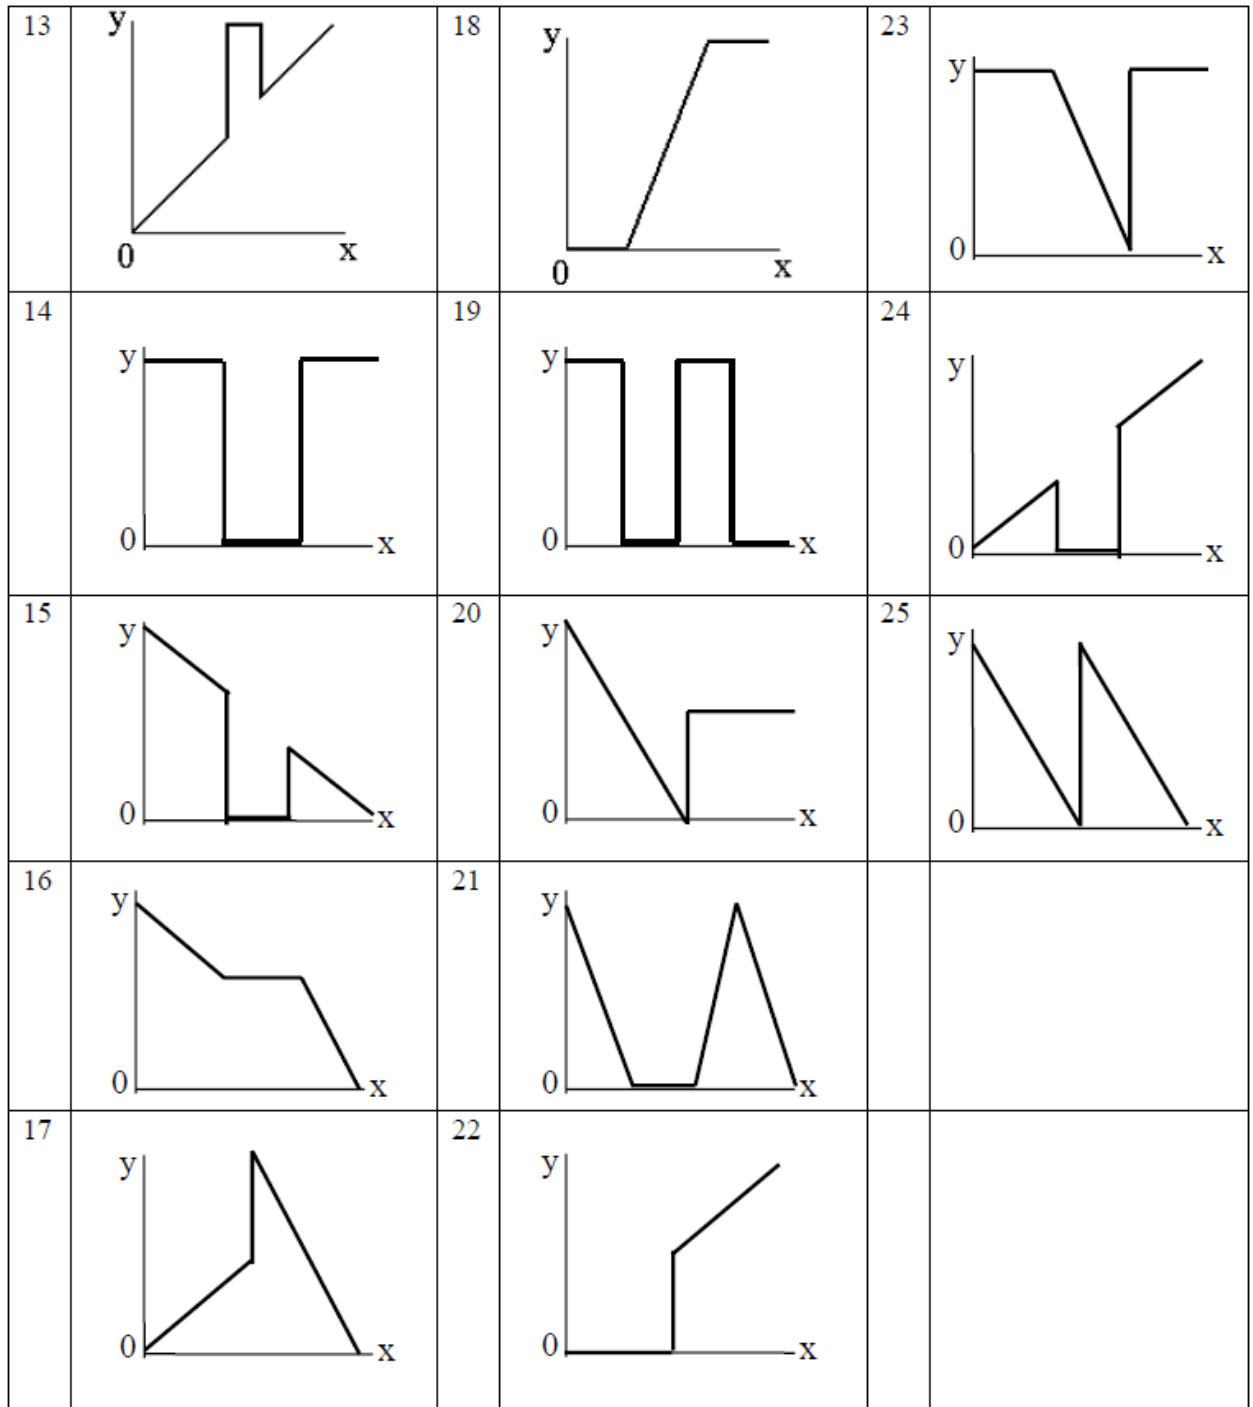 13 y 0 x 18 y 0 x 23 y 0 x
14 y 0 x 19 y 0 x 24 y 0 x
15 y 0 x 20 y 0 x 25 y 0 x
16 y 0 x 21 y 0 x
17 y 0 x 22 y 0 x